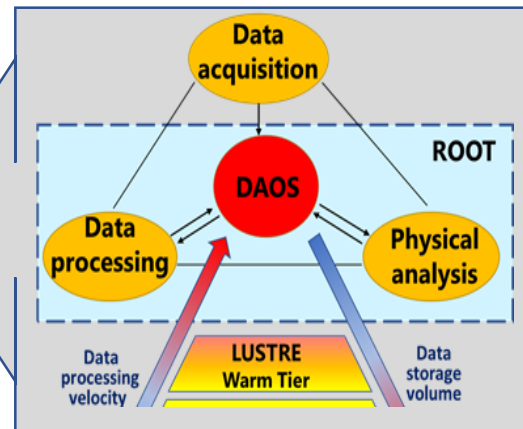 Data
acquisition
ROOT
DAOS
Data
processing
Physical
analysis
Data
processing
velocity
LUSTRE
Warm Tier
Data
storage
volume